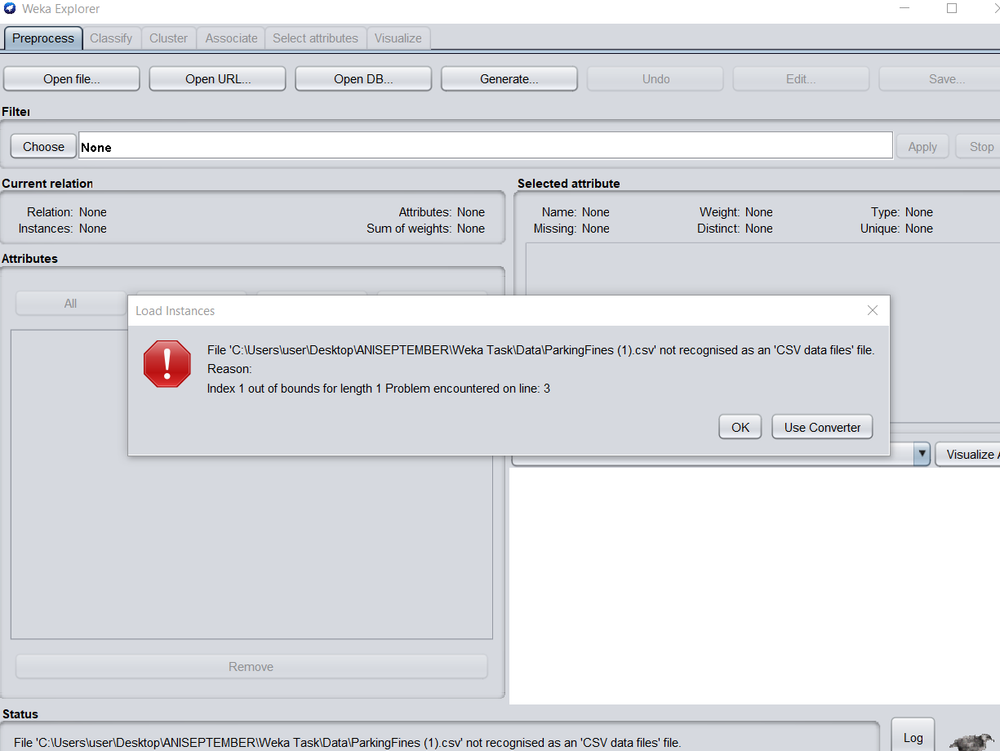 Weka Explorer
Preprocess Classify Cluster Associate Select attributes Visualize
Open file... Open URL... Open DB... Generate... Undo Edit... Save...
Filter
Choose None Apply Stop
Current relation
Relation: None Attributes: None
Instances: None Sum of weights: None
Selected attribute
Name: None Weight: None Type: None
Missing: None Distinct: None Unique: None
Attributes
All
Load Instances
File 'C:\Users\user\Desktop\ANISEPTEMBER\Weka Task\Data\ParkingFines (1).csv' not recognised as an 'CSV data files' file.
Reason:
Index 1 out of bounds for length 1 Problem encountered on line: 3
OK Use Converter
Visualize A
Remove
Status
File 'C:\Users\user\Desktop\ANISEPTEMBER\Weka Task\Data\ParkingFines (1).csv' not recognised as an 'CSV data files' file.
Log